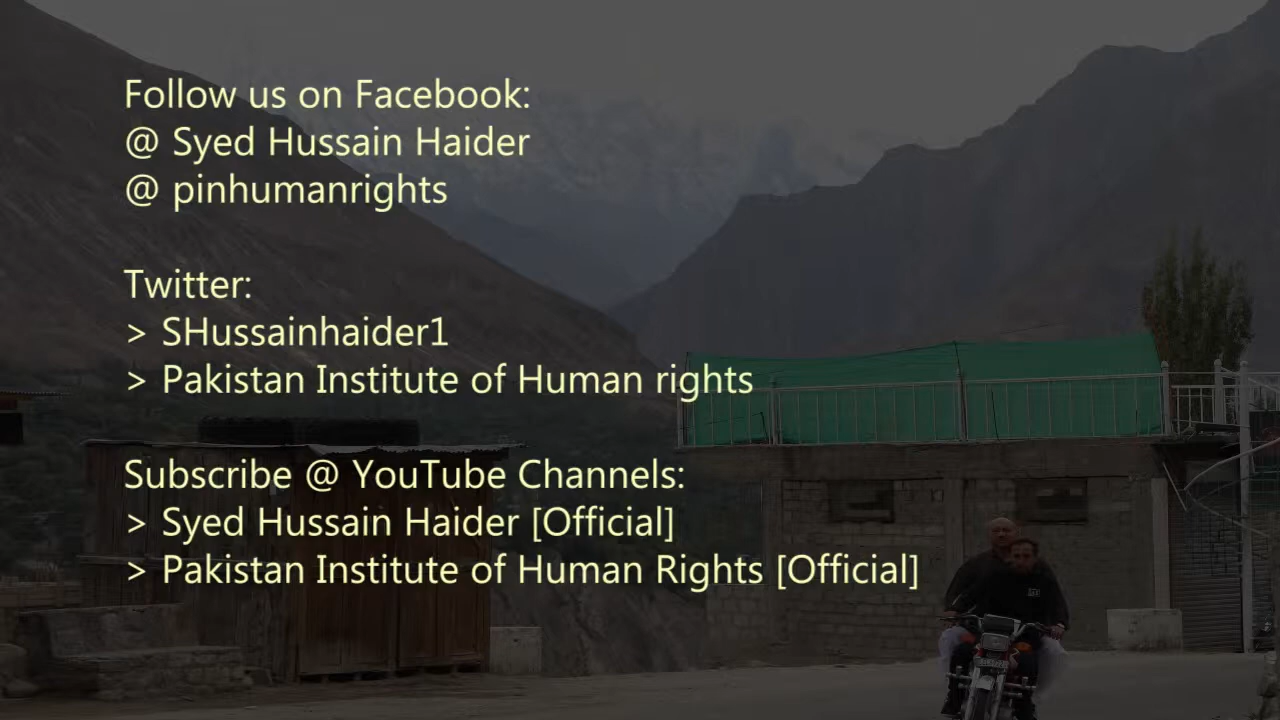 Follow us on Facebook:
@ Syed Hussain Haider
@ pinhumanrights
Twitter:
> SHussainhaider1
> Pakistan Institute of Human rights
Subscribe @ YouTube Channels:
> Syed Hussain Haider [Official]
> Pakistan Institute of Human Rights [Official]